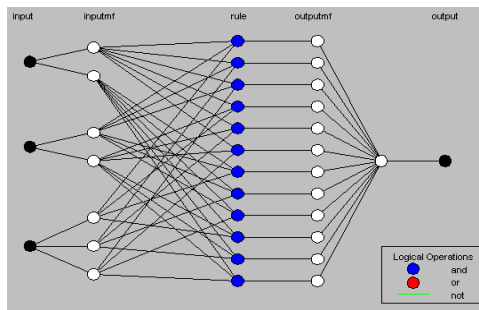 input inputmf rule outputmf output
Logical Operations
and
or
not